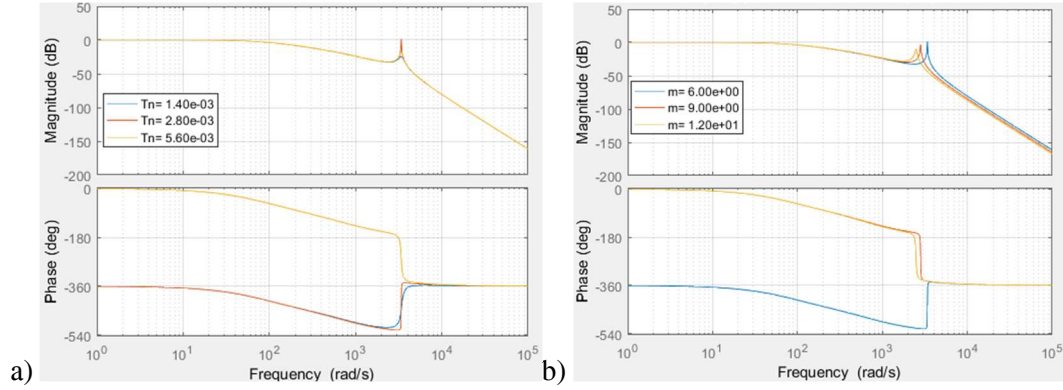 50
0
-50
-100
-150
-200
Magnitude (dB)
Tn= 1.40e-03
Tn= 2.80e-03
Tn= 5.60e-03
0
-180
-360
-540
Phase (deg)
10^0 10^1 10^2 10^3 10^4 10^5
Frequency (rad/s)
a)
50
0
-50
-100
-150
-200
Magnitude (dB)
m= 6.00e+00
m= 9.00e+00
m= 1.20e+01
0
-180
-360
-540
Phase (deg)
10^0 10^1 10^2 10^3 10^4 10^5
Frequency (rad/s)
b)